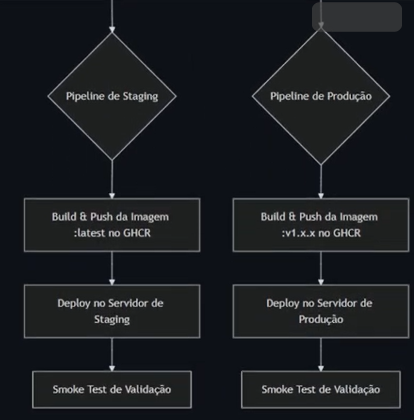 Pipeline de Staging
Pipeline de Produção
Build & Push da Imagem
:latest no GHCR
Build & Push da Imagem
:v1.x.x no GHCR
Deploy no Servidor de
Staging
Deploy no Servidor de
Produção
Smoke Test de Validação
Smoke Test de Validação